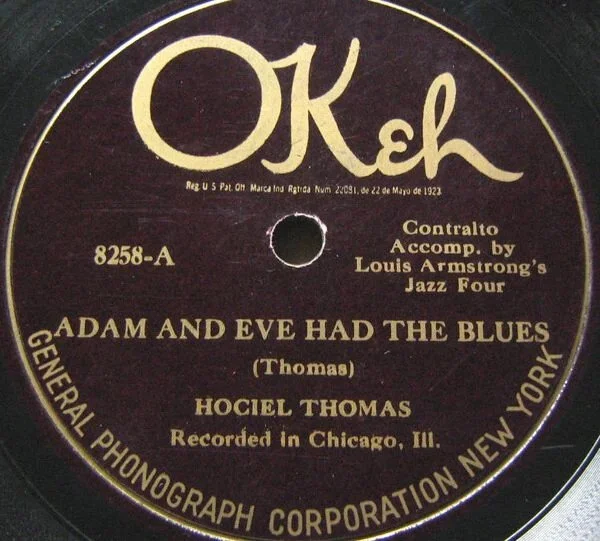 OKeh
Reg. U S Pat. Off. Marca Ind Rgtrda Num 22091, de 22 de Mayo de 1923.
8258-A
Contralto
Accomp. by
Louis Armstrong's
Jazz Four
ADAM AND EVE HAD THE BLUES
(Thomas)
HOCIEL THOMAS
Recorded in Chicago, Ill.
GENERAL PHONOGRAPH CORPORATION NEW YORK